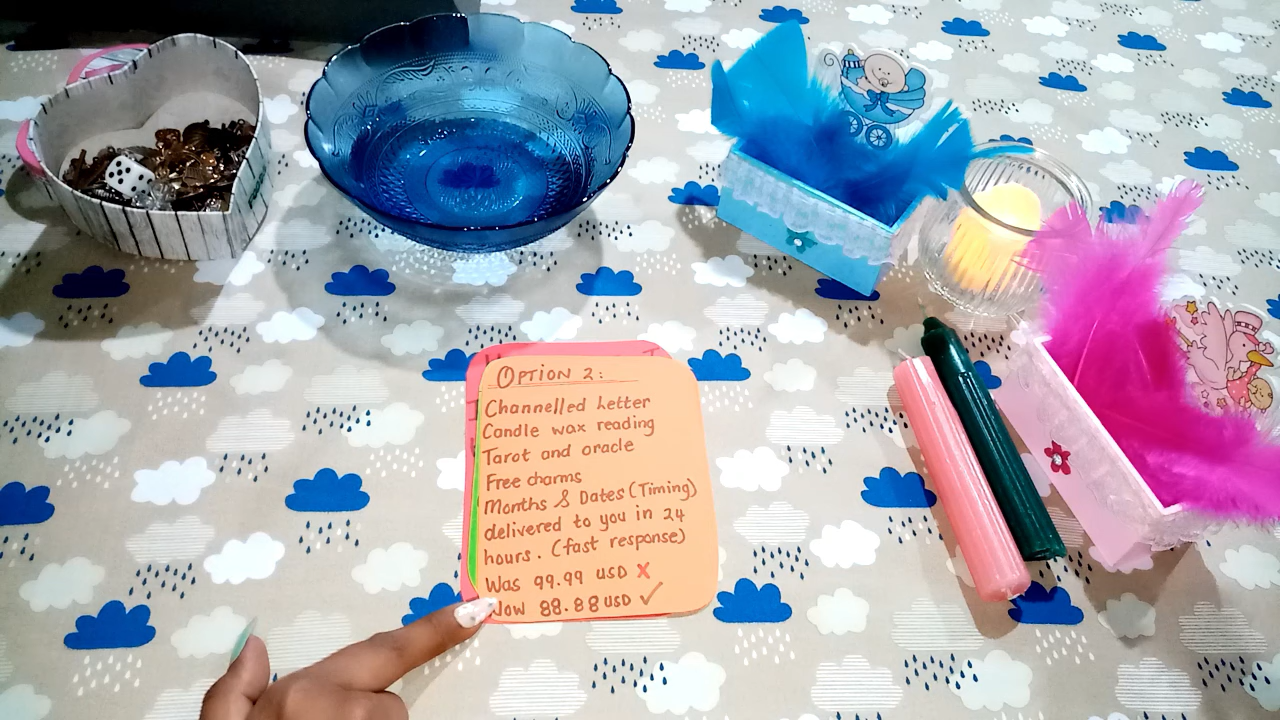 OPTION 2:
Channelled Letter
Candle wax reading
Tarot and oracle
Free charms
Months & Dates (Timing)
delivered to you in 24
hours. (fast response)
Was 99.99 USD X
Now 88.88 USD ✓